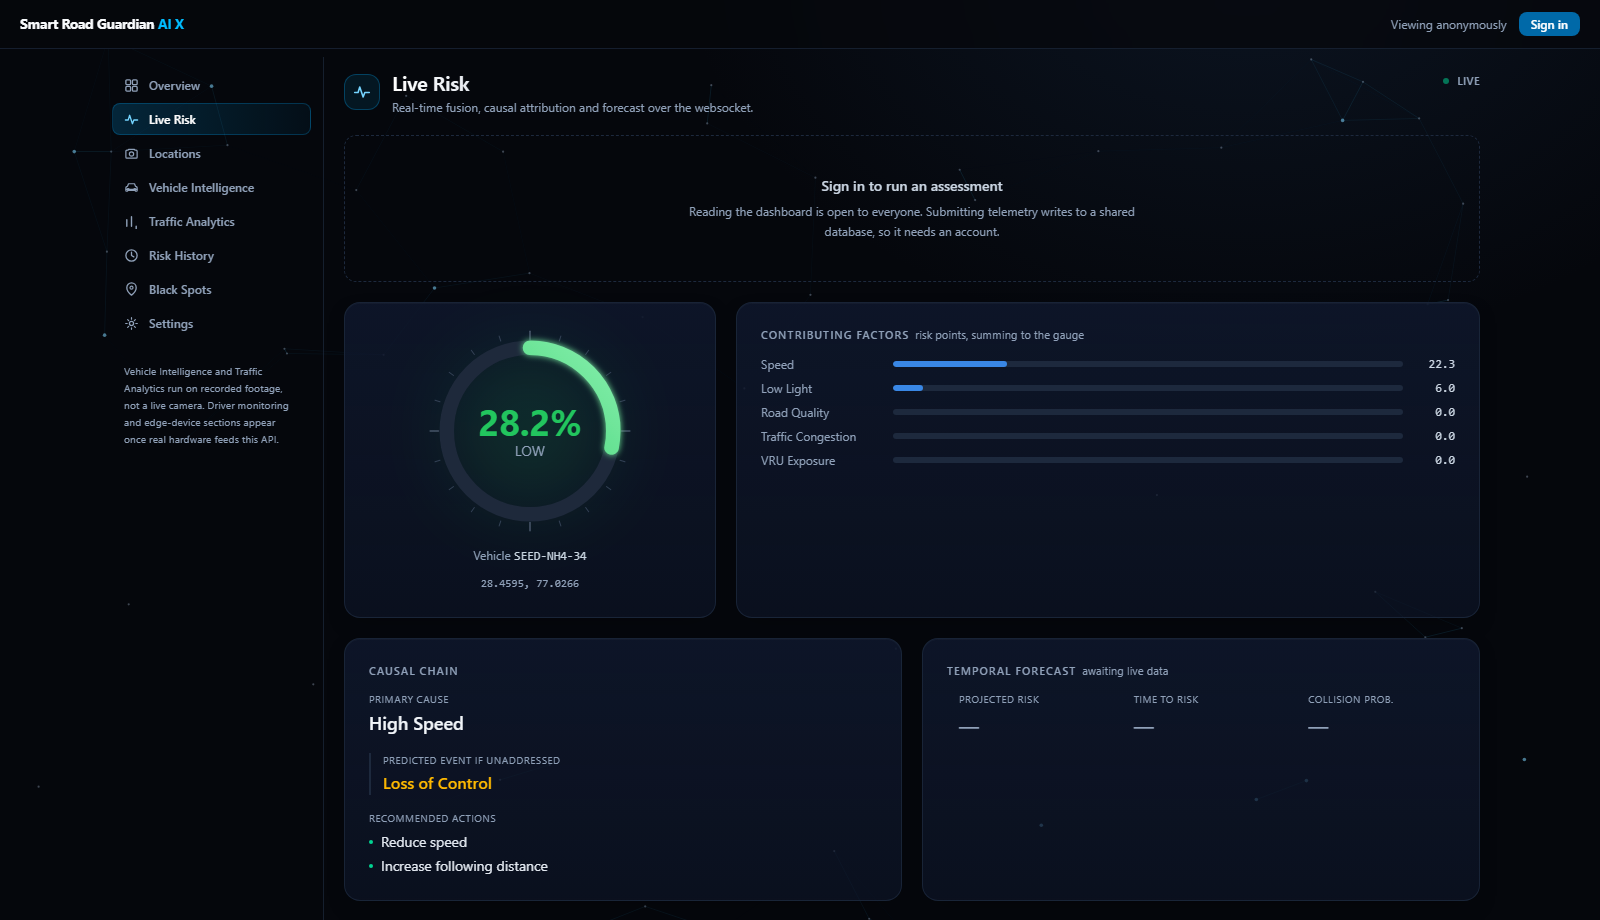 Smart Road Guardian AI X
Viewing anonymously
Sign in
Overview
Live Risk
Locations
Vehicle Intelligence
Traffic Analytics
Risk History
Black Spots
Settings
Vehicle Intelligence and Traffic
Analytics run on recorded footage,
not a live camera. Driver monitoring
and edge-device sections appear
once real hardware feeds this API.
Live Risk
Real-time fusion, causal attribution and forecast over the websocket.
LIVE
Sign in to run an assessment
Reading the dashboard is open to everyone. Submitting telemetry writes to a shared
database, so it needs an account.
28.2%
LOW
Vehicle SEED-NH4-34
28.4595, 77.0266
CONTRIBUTING FACTORS risk points, summing to the gauge
Speed 22.3
Low Light 6.0
Road Quality 0.0
Traffic Congestion 0.0
VRU Exposure 0.0
CAUSAL CHAIN
PRIMARY CAUSE
High Speed
PREDICTED EVENT IF UNADDRESSED
Loss of Control
RECOMMENDED ACTIONS
• Reduce speed
• Increase following distance
TEMPORAL FORECAST awaiting live data
PROJECTED RISK TIME TO RISK COLLISION PROB.
— — —